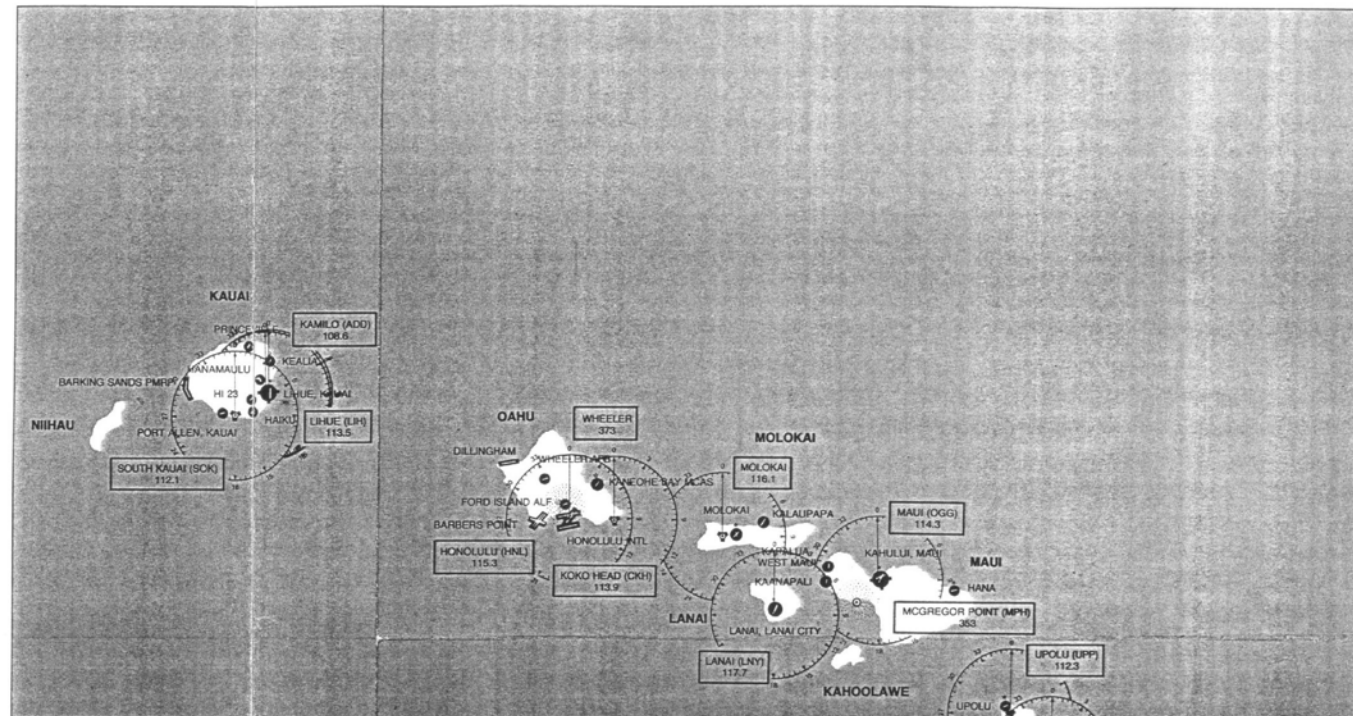 KAUAI
PRINCEVILLE
KAMILO (ADD)
108.6
KEALIA
HANAMAULU
BARKING SANDS PMRF
HI 23
LIHUE, KAUAI
NIIHAU
PORT ALLEN, KAUAI
HAIKU
LIHUE (LIH)
113.5
SOUTH KAUAI (SCK)
112.1
OAHU
WHEELER
373
DILLINGHAM
WHEELER AFB
KANEOHE BAY MCAS
FORD ISLAND ALF
BARBERS POINT
HONOLULU INTL
HONOLULU (HNL)
115.3
KOKO HEAD (CKH)
113.9
MOLOKAI
MOLOKAI
116.1
MOLOKAI
KALAUPAPA
KAPALUA,
WEST MAUI
KAANAPALI
MAUI (OGG)
114.3
KAHULUI, MAUI
MAUI
HANA
MCGREGOR POINT (MPH)
353
LANAI
LANAI, LANAI CITY
LANAI (LNY)
117.7
KAHOOLAWE
UPOLU (UPP)
112.3
UPOLU